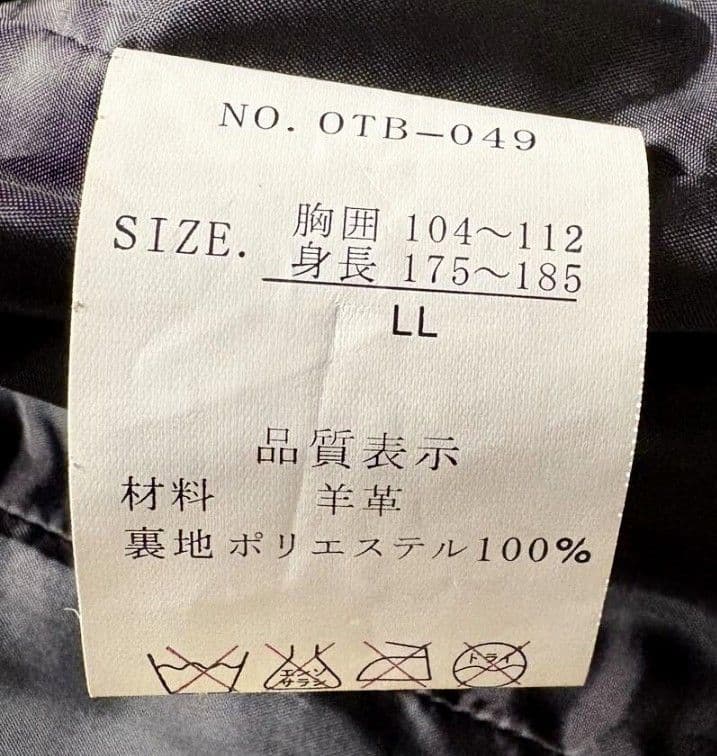 NO. OTB-049
SIZE. 胸囲 104～112
身長 175～185
LL
品質表示
材料 羊革
裏地 ポリエステル100%
エンソサラシ ドライ